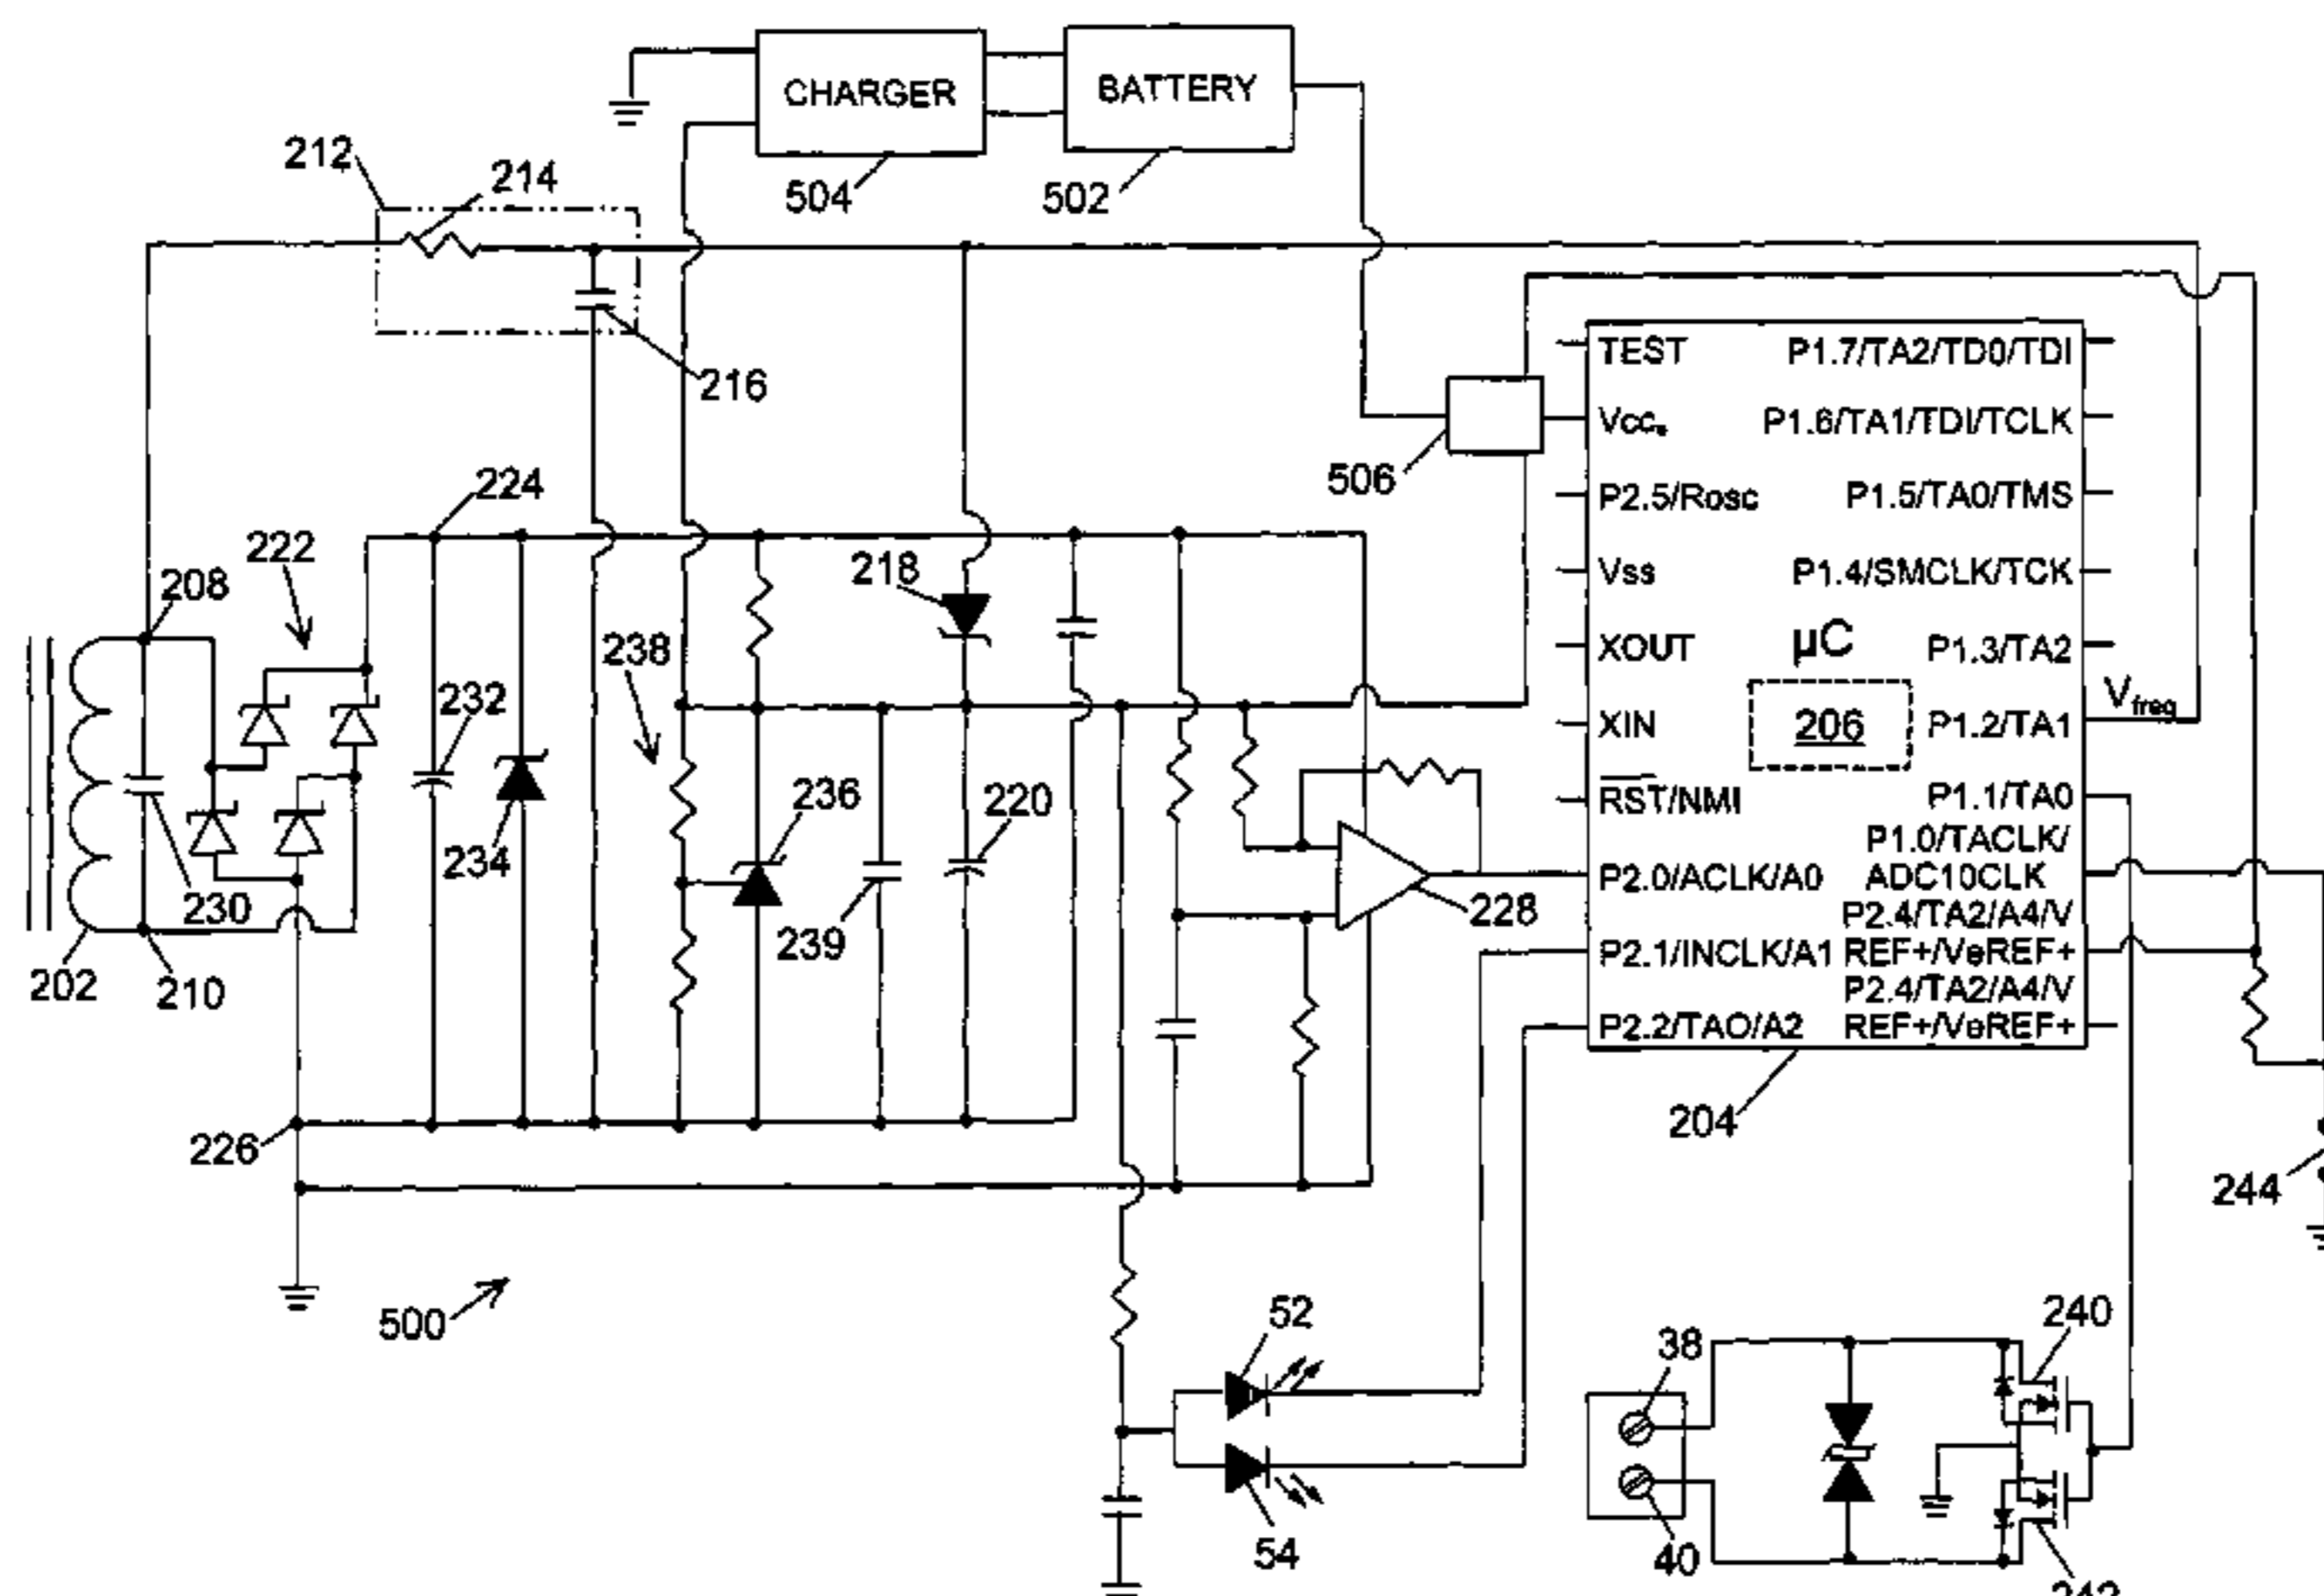 CHARGER
BATTERY
212
214
504
502
216
506
TEST
Vcc
P2.5/Rosc
Vss
XOUT
XIN
RST/NMI
P2.0/ACLK/A0
P2.1/INCLK/A1
P2.2/TAO/A2
µC
206
P1.7/TA2/TD0/TDI
P1.6/TA1/TDI/TCLK
P1.5/TA0/TMS
P1.4/SMCLK/TCK
P1.3/TA2
P1.2/TA1
P1.1/TA0
P1.0/TACLK/
ADC10CLK
P2.4/TA2/A4/V
REF+/VeREF+
P2.4/TA2/A4/V
REF+/VeREF+
Vfreq
224
222
208
218
238
232
236
220
234
230
239
228
202
210
226
204
244
500
52
54
38
40
240